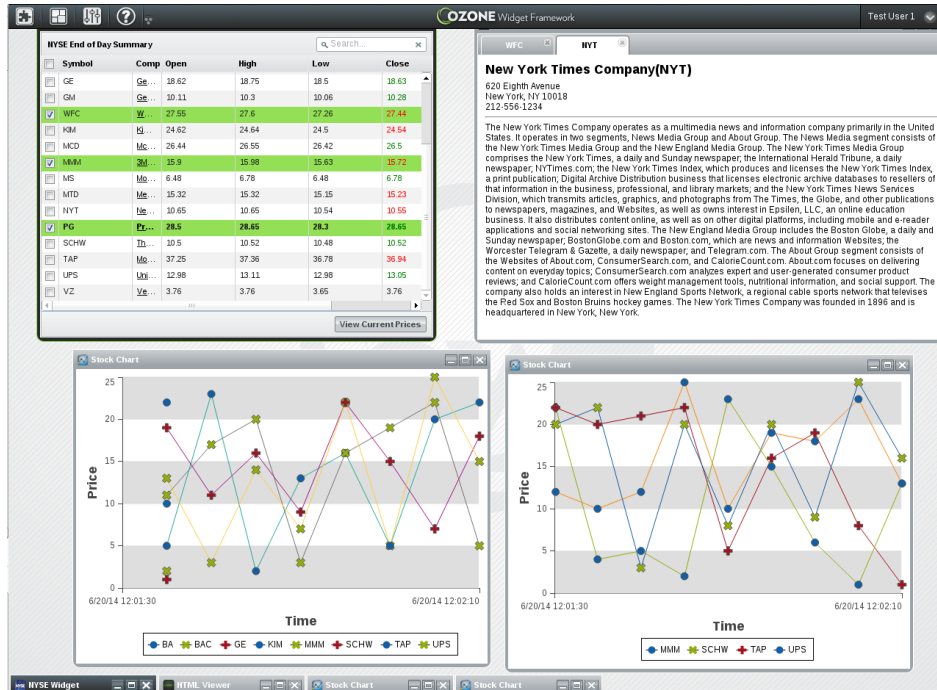 OZONE Widget Framework
Test User 1
NYSE End of Day Summary
Search...
Symbol Comp Open High Low Close
GE Ge... 18.62 18.75 18.5 18.63
GM Ge... 10.11 10.3 10.06 10.28
WFC W... 27.55 27.6 27.26 27.44
KIM Ki... 24.62 24.64 24.5 24.54
MCD Mc... 26.44 26.55 26.42 26.5
MMM 3M... 15.9 15.98 15.63 15.72
MS Mo... 6.48 6.78 6.48 6.78
MTD Me... 15.32 15.32 15.15 15.23
NYT Ne... 10.65 10.65 10.54 10.55
PG Pr... 28.5 28.65 28.3 28.65
SCHW Th... 10.5 10.52 10.48 10.52
TAP Mo... 37.25 37.36 36.78 36.94
UPS Uni... 12.98 13.11 12.98 13.05
VZ Ve... 3.76 3.76 3.65 3.76
View Current Prices
WFC NYT
New York Times Company(NYT)
620 Eighth Avenue
New York, NY 10018
212-556-1234
The New York Times Company operates as a multimedia news and information company primarily in the United
States. It operates in two segments, News Media Group and About Group. The News Media segment consists of
the New York Times Media Group and the New England Media Group. The New York Times Media Group
comprises the New York Times, a daily and Sunday newspaper; the International Herald Tribune, a daily
newspaper; NYTimes.com; the New York Times Index, which produces and licenses the New York Times Index,
a print publication; Digital Archive Distribution business that licenses electronic archive databases to resellers of
that information in the business, professional, and library markets; and the New York Times News Services
Division, which transmits articles, graphics, and photographs from The Times, the Globe, and other publications
to newspapers, magazines, and Websites, as well as owns interest in Epsilen, LLC, an online education
business. It also distributes content online, as well as on other digital platforms, including mobile and e-reader
applications and social networking sites. The New England Media Group includes the Boston Globe, a daily and
Sunday newspaper; BostonGlobe.com and Boston.com, which are news and information Websites; the
Worcester Telegram & Gazette, a daily newspaper; and Telegram.com. The About Group segment consists of
the Websites of About.com, ConsumerSearch.com, and CalorieCount.com. About.com focuses on delivering
content on everyday topics; ConsumerSearch.com analyzes expert and user-generated consumer product
reviews; and CalorieCount.com offers weight management tools, nutritional information, and social support. The
company also holds an interest in New England Sports Network, a regional cable sports network that televises
the Red Sox and Boston Bruins hockey games. The New York Times Company was founded in 1896 and is
headquartered in New York, New York.
Stock Chart
25
20
15
10
5
0
Price
6/20/14 12:01:30 6/20/14 12:02:10
Time
BA BAC GE KIM MMM SCHW TAP UPS
Stock Chart
25
20
15
10
5
0
Price
6/20/14 12:01:30 6/20/14 12:02:10
Time
MMM SCHW TAP UPS
NYSE Widget HTML Viewer Stock Chart Stock Chart